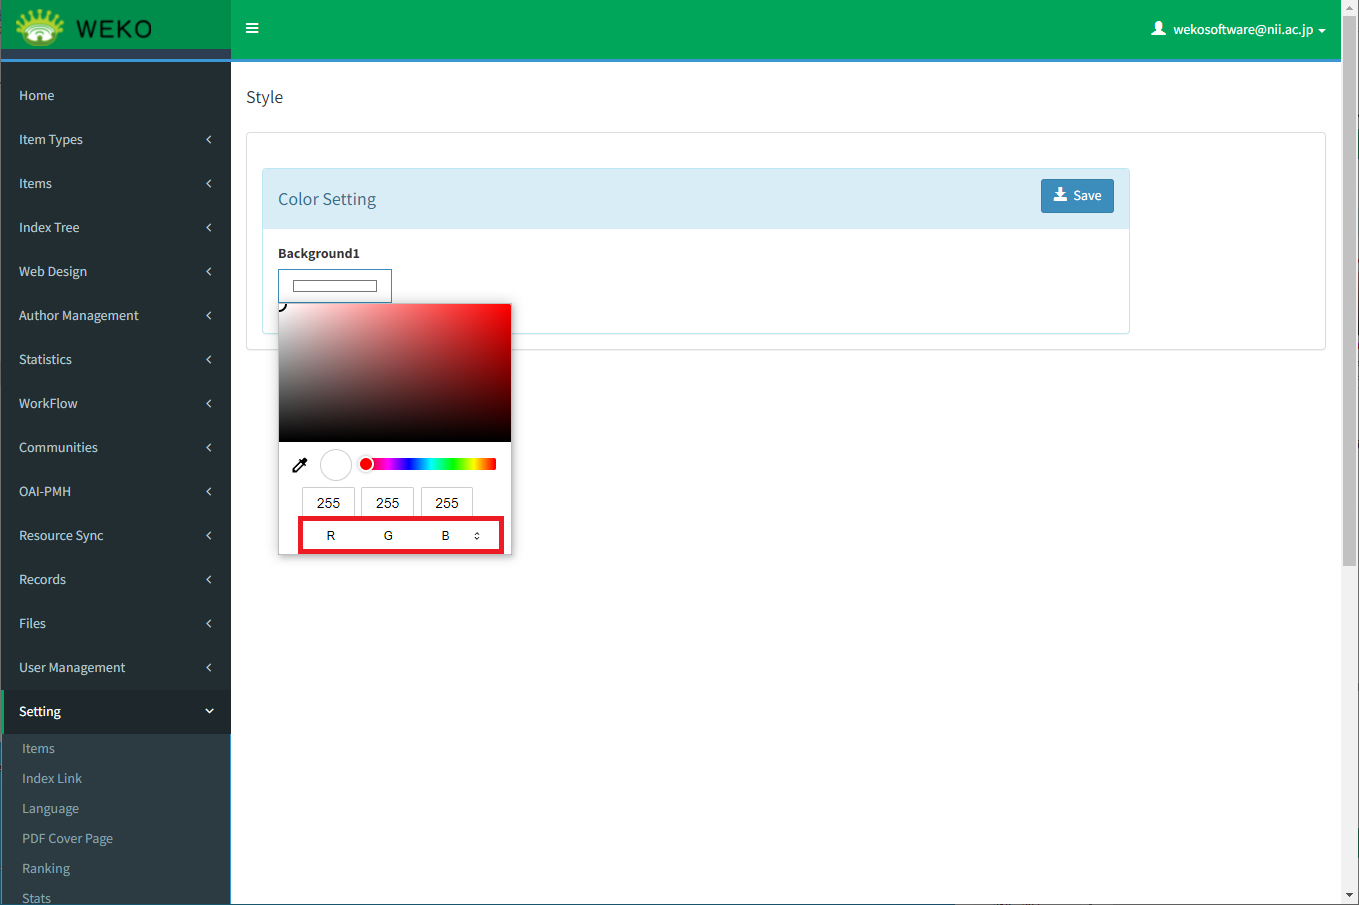 WEKO
wekosoftware@nii.ac.jp
Home
Item Types
Items
Index Tree
Web Design
Author Management
Statistics
WorkFlow
Communities
OAI-PMH
Resource Sync
Records
Files
User Management
Setting
Items
Index Link
Language
PDF Cover Page
Ranking
Stats
Style
Color Setting
Save
Background1
255 255 255
R G B